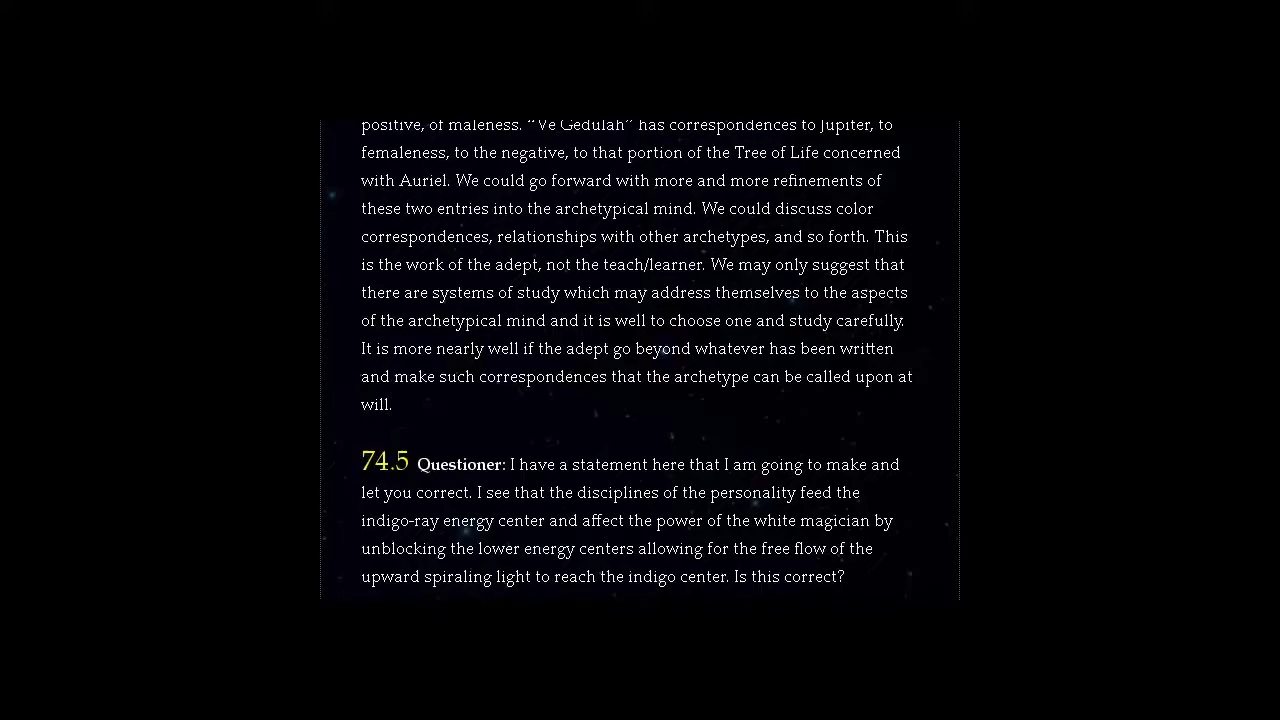 positive, of maleness. “Ve Gedulah” has correspondences to Jupiter, to
femaleness, to the negative, to that portion of the Tree of Life concerned
with Auriel. We could go forward with more and more refinements of
these two entries into the archetypical mind. We could discuss color
correspondences, relationships with other archetypes, and so forth. This
is the work of the adept, not the teach/learner. We may only suggest that
there are systems of study which may address themselves to the aspects
of the archetypical mind and it is well to choose one and study carefully.
It is more nearly well if the adept go beyond whatever has been written
and make such correspondences that the archetype can be called upon at
will.
74.5 Questioner: I have a statement here that I am going to make and
let you correct. I see that the disciplines of the personality feed the
indigo-ray energy center and affect the power of the white magician by
unblocking the lower energy centers allowing for the free flow of the
upward spiraling light to reach the indigo center. Is this correct?